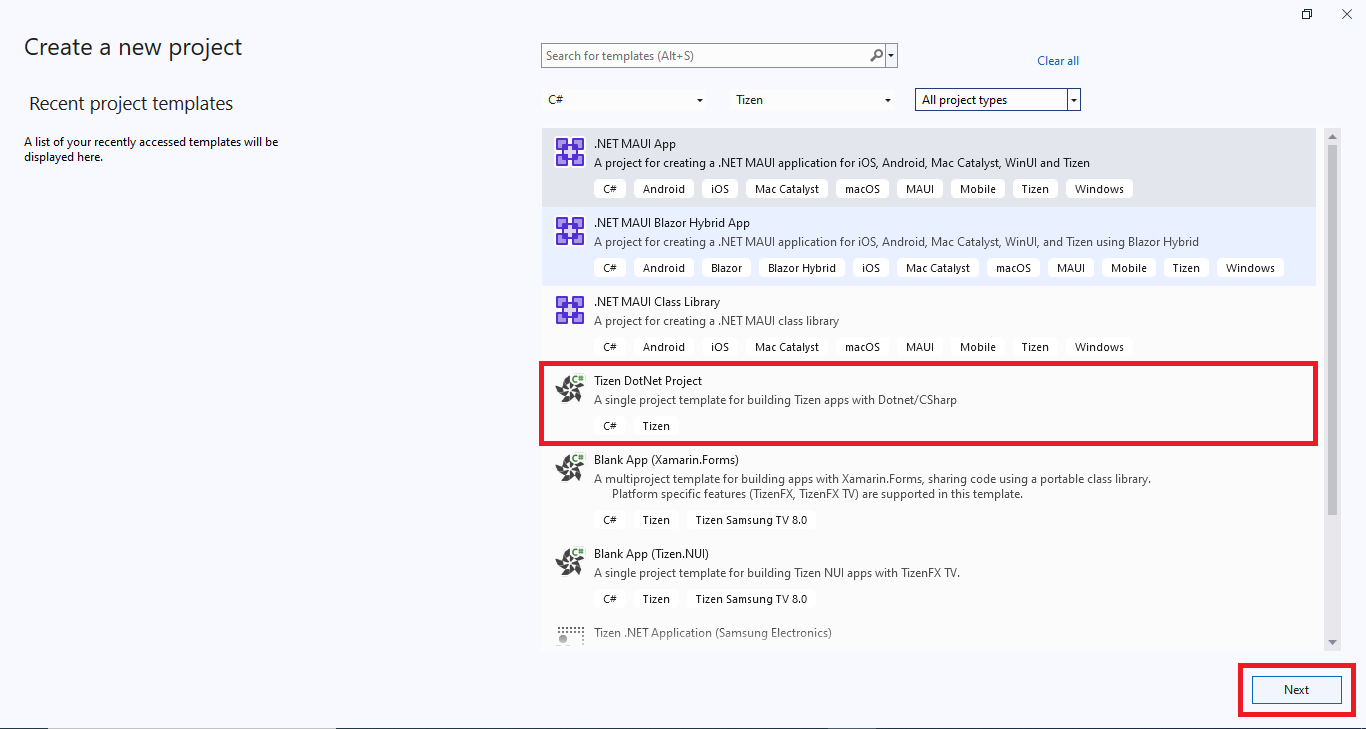 Create a new project
Recent project templates
A list of your recently accessed templates will be
displayed here.
Search for templates (Alt+S)
Clear all
C# Tizen All project types
.NET MAUI App
A project for creating a .NET MAUI application for iOS, Android, Mac Catalyst, WinUI and Tizen
C# Android iOS Mac Catalyst macOS MAUI Mobile Tizen Windows
.NET MAUI Blazor Hybrid App
A project for creating a .NET MAUI application for iOS, Android, Mac Catalyst, WinUI, and Tizen using Blazor Hybrid
C# Android Blazor Blazor Hybrid iOS Mac Catalyst macOS MAUI Mobile Tizen Windows
.NET MAUI Class Library
A project for creating a .NET MAUI class library
C# Android iOS Mac Catalyst macOS MAUI Mobile Tizen Windows
C#
Tizen DotNet Project
A single project template for building Tizen apps with Dotnet/CSharp
C# Tizen
C#
Blank App (Xamarin.Forms)
A multiproject template for building apps with Xamarin.Forms, sharing code using a portable class library.
Platform specific features (TizenFX, TizenFX TV) are supported in this template.
C# Tizen Tizen Samsung TV 8.0
C#
Blank App (Tizen.NUI)
A single project template for building Tizen NUI apps with TizenFX TV.
C# Tizen Tizen Samsung TV 8.0
Tizen .NET Application (Samsung Electronics)
Next